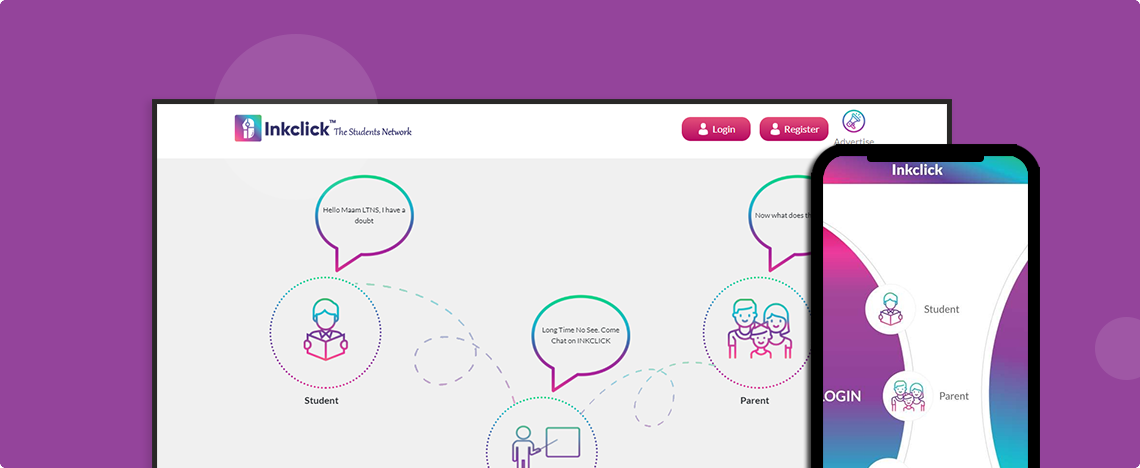 Inkclick™ The Students Network
Login
Register
Advertise
Inkclick
Hello Maam LTNS, I have a
doubt
Now what does
Long Time No See. Come
Chat on INKCLICK
Student
Parent
Student
LOGIN
Parent